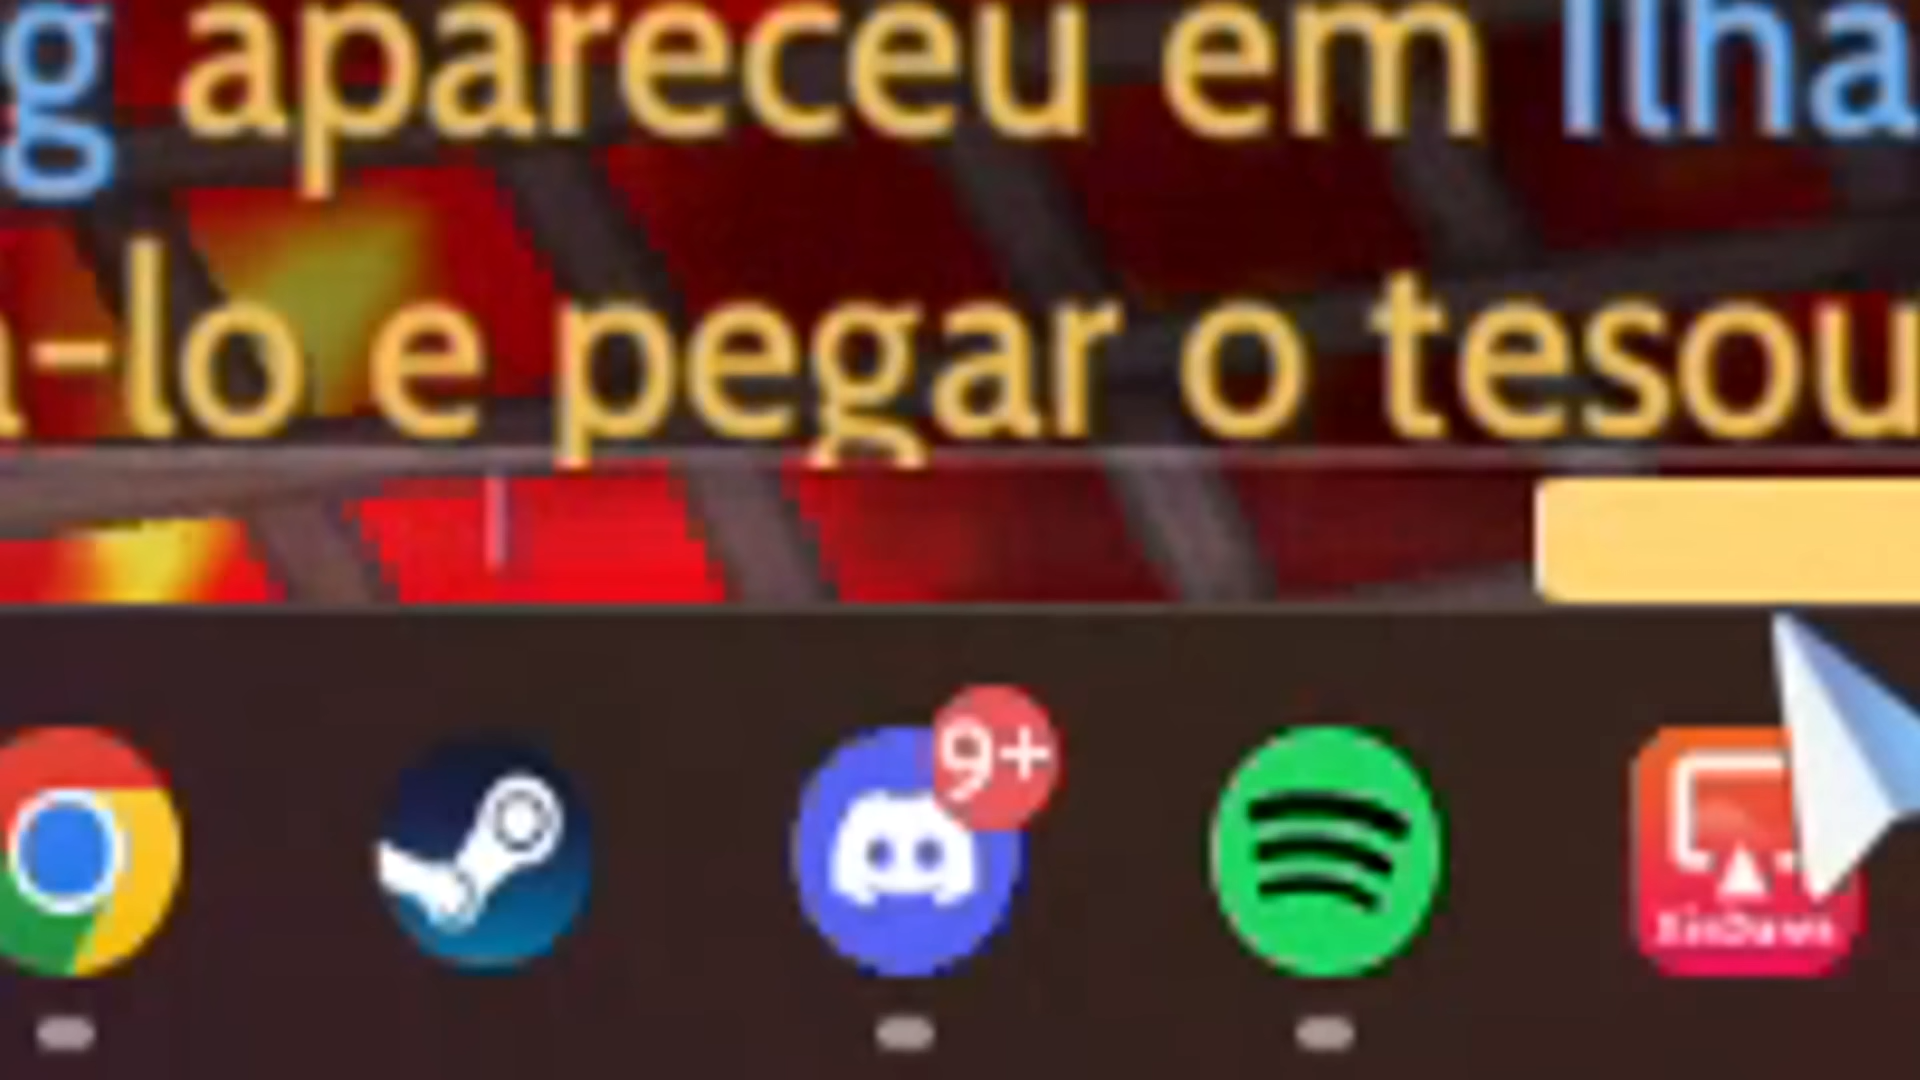 g apareceu em Ilha
-lo e pegar o tesou
9+